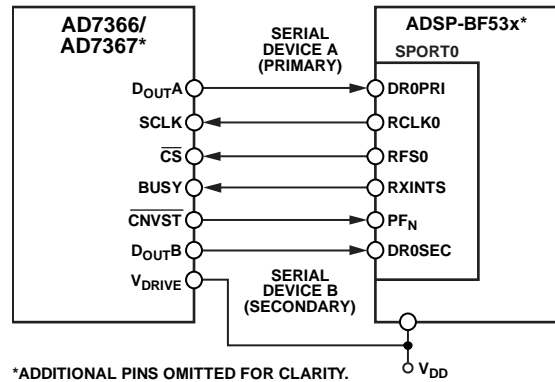 AD7366/
AD7367*
SERIAL
DEVICE A
(PRIMARY)
ADSP-BF53x*
SPORT0
DOUTA
DR0PRI
SCLK
RCLK0
CS
RFS0
BUSY
RXINTS
CNVST
PFN
DOUTB
DR0SEC
VDRIVE
SERIAL
DEVICE B
(SECONDARY)
VDD
*ADDITIONAL PINS OMITTED FOR CLARITY.